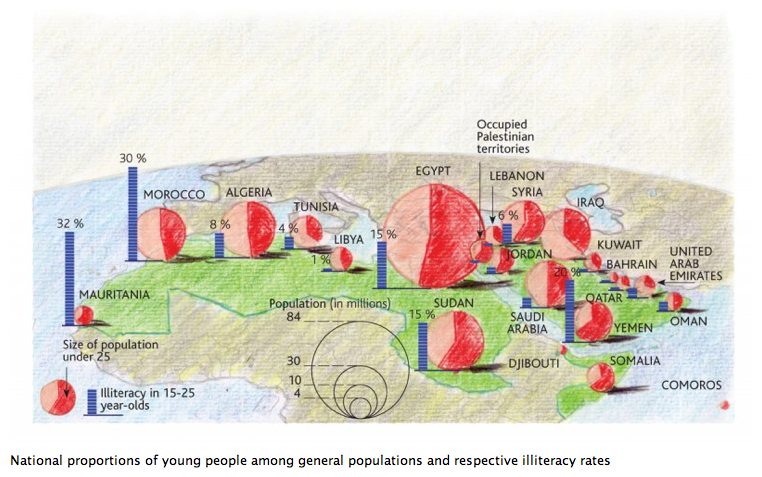 Occupied
Palestinian
territories
30 %
EGYPT
LEBANON
MOROCCO
ALGERIA
SYRIA
TUNISIA
IRAQ
32 %
8 %
4 %
15 %
6 %
LIBYA
KUWAIT
1 %
JORDAN
BAHRAIN
UNITED
ARAB
EMIRATES
20 %
MAURITANIA
Population (in millions)
SUDAN
QATAR
84
15 %
SAUDI
ARABIA
OMAN
YEMEN
Size of population
under 25
30
DJIBOUTI
SOMALIA
10
4
COMOROS
Illiteracy in 15-25
year-olds
National proportions of young people among general populations and respective illiteracy rates